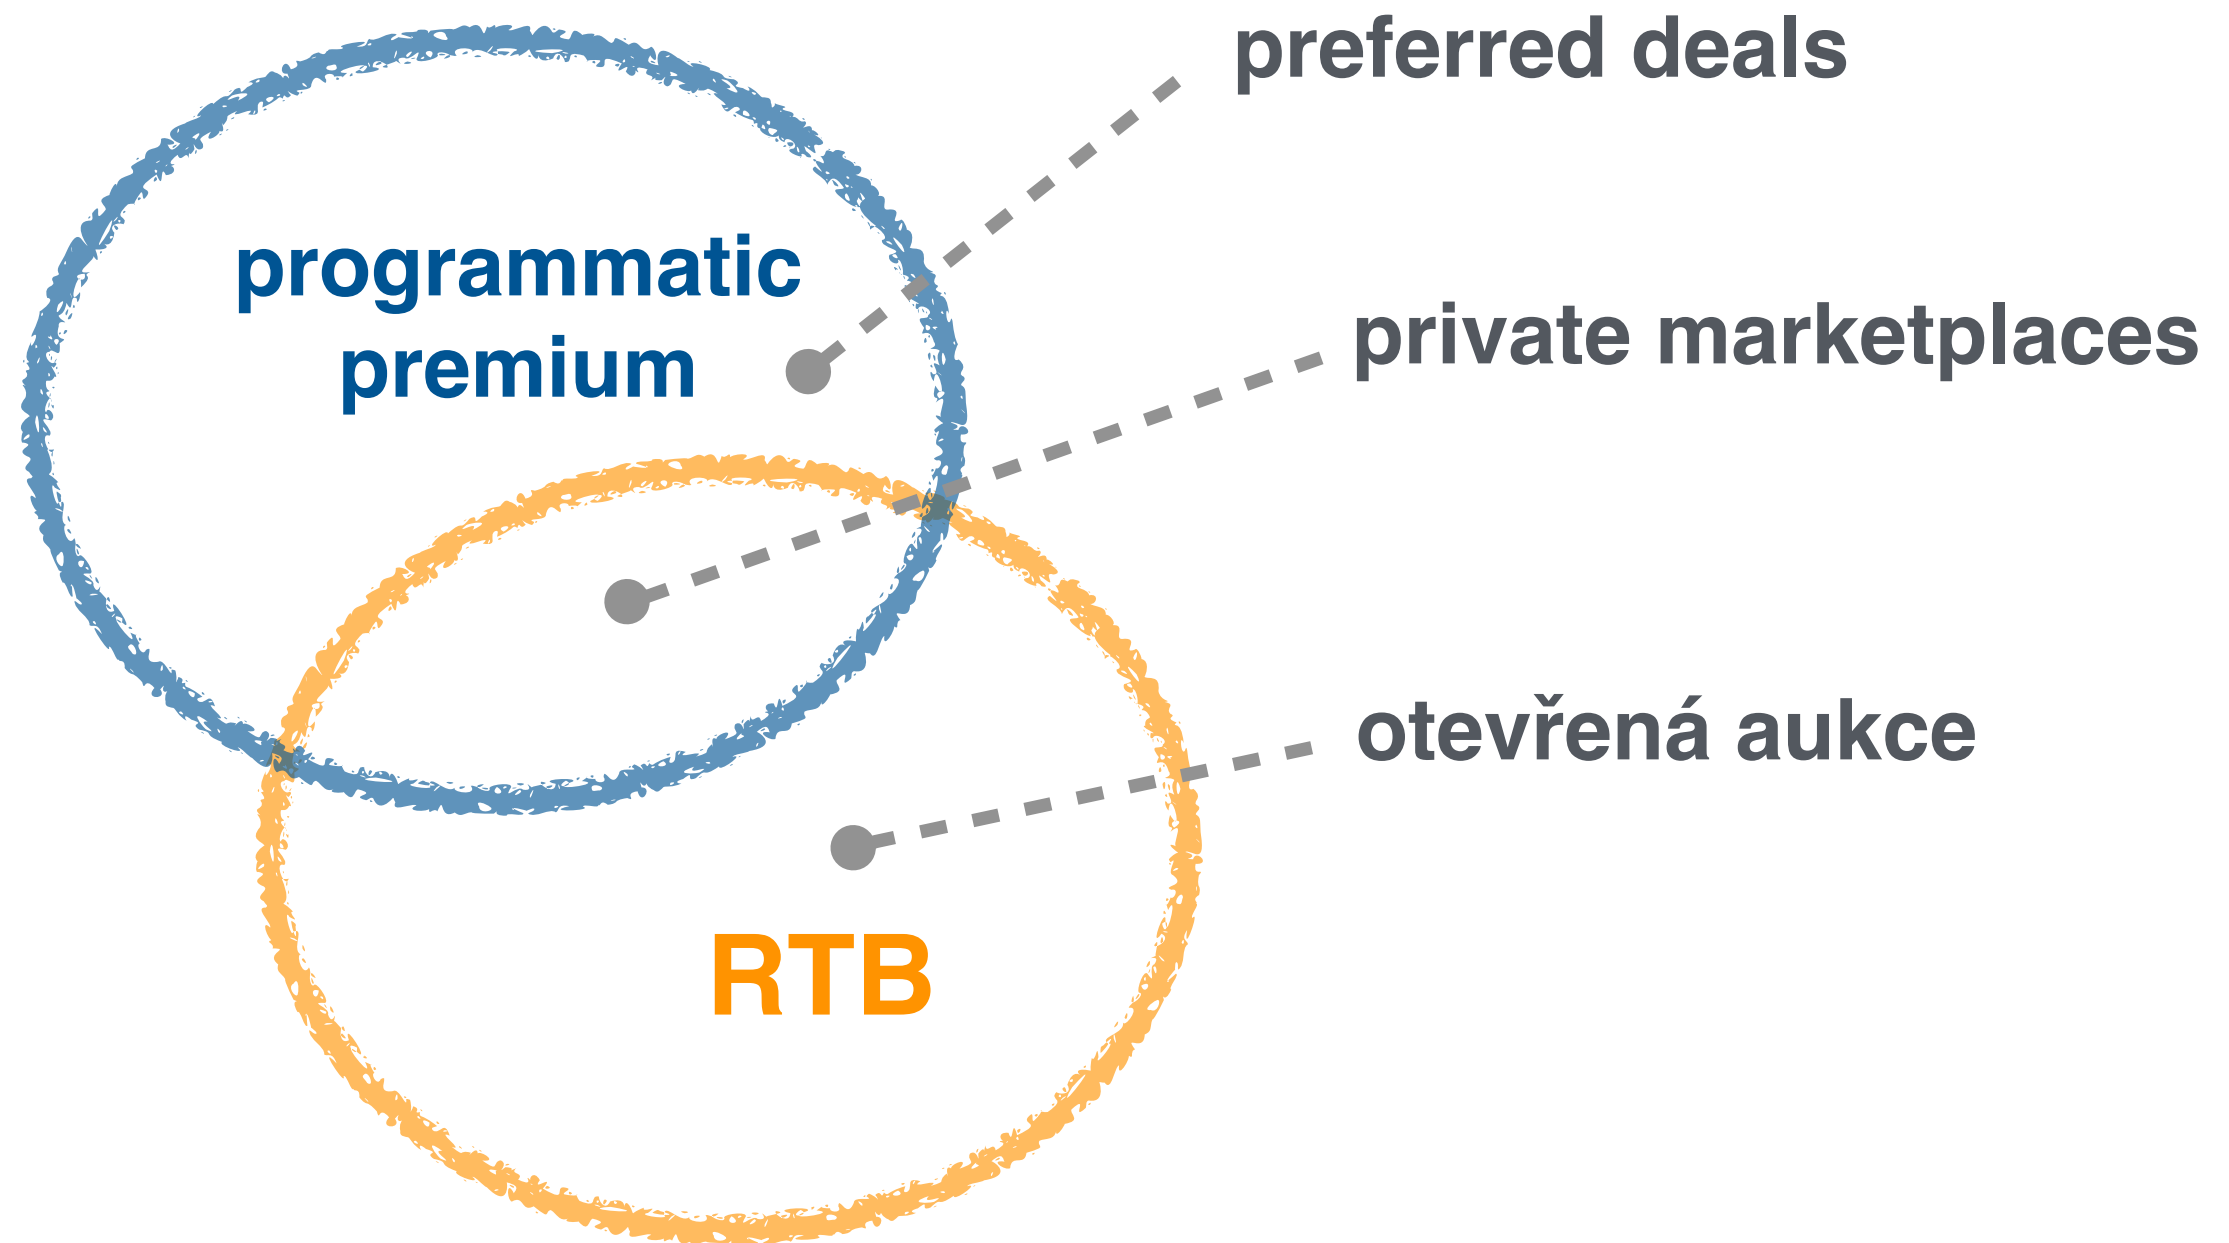 preferred deals
programmatic
premium
private marketplaces
otevřená aukce
RTB